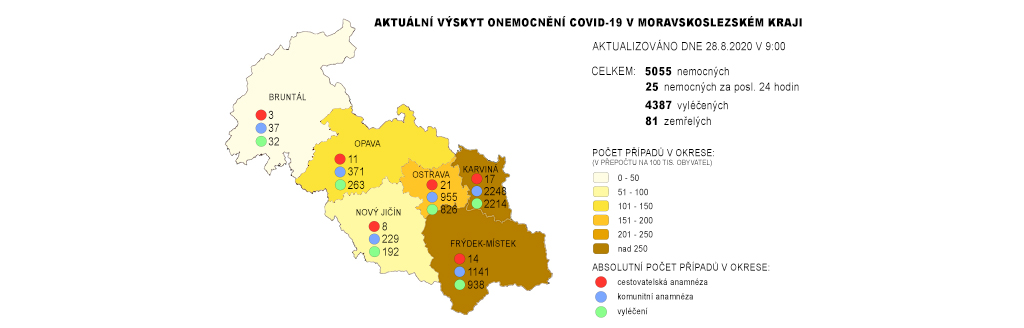 AKTUÁLNÍ VÝSKYT ONEMOCNĚNÍ COVID-19 V MORAVSKOSLEZSKÉM KRAJI
AKTUALIZOVÁNO DNE 28.8.2020 V 9:00
CELKEM: 5055 nemocných
25 nemocných za posl. 24 hodin
4387 vyléčených
81 zemřelých
BRUNTÁL
3
37
32
OPAVA
11
371
263
OSTRAVA
21
955
826
KARVINÁ
17
2248
2214
NOVÝ JIČÍN
8
229
192
FRÝDEK-MÍSTEK
14
1141
938
POČET PŘÍPADŮ V OKRESE:
(V PŘEPOČTU NA 100 TIS. OBYVATEL)
0 - 50
51 - 100
101 - 150
151 - 200
201 - 250
nad 250
ABSOLUTNÍ POČET PŘÍPADŮ V OKRESE:
cestovatelská anamnéza
komunitní anamnéza
vyléčení